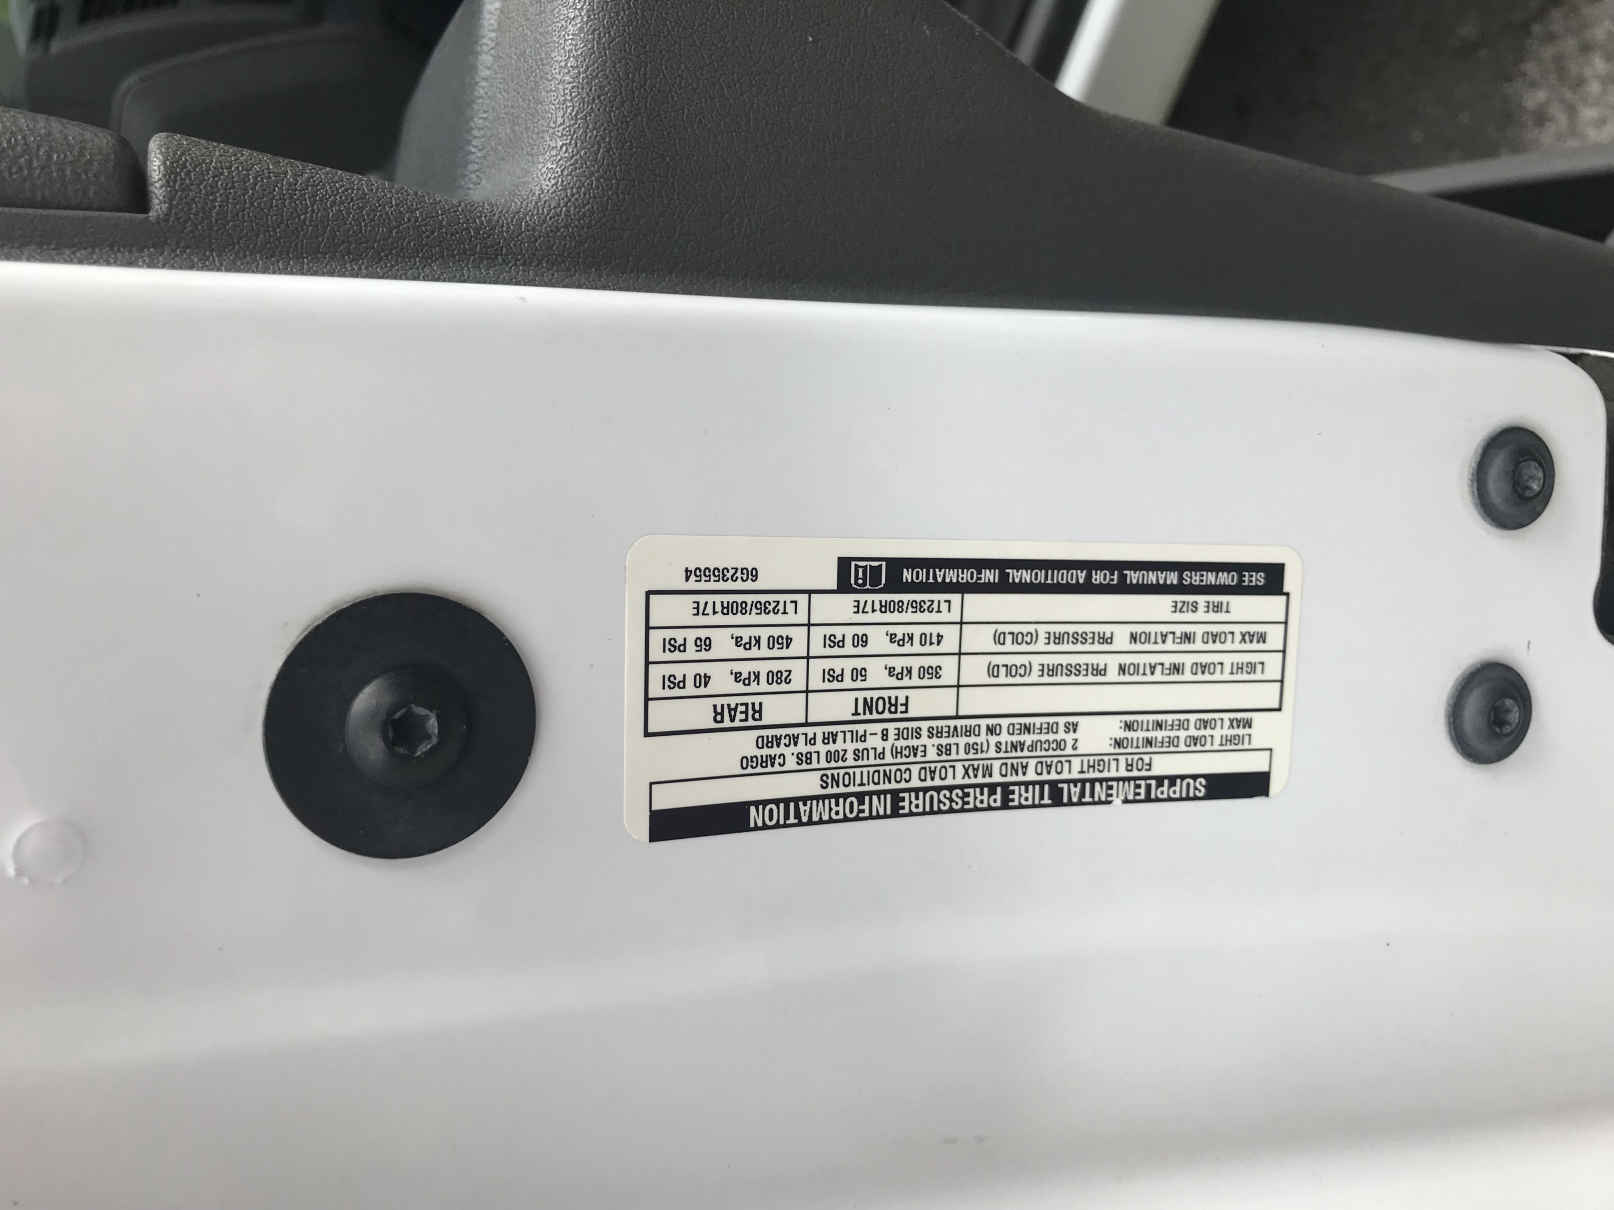 SUPPLEMENTAL TIRE PRESSURE INFORMATION
FOR LIGHT LOAD AND MAX LOAD CONDITIONS
LIGHT LOAD DEFINITION: 2 OCCUPANTS (150 LBS. EACH) PLUS 200 LBS. CARGO
MAX LOAD DEFINITION: AS DEFINED ON DRIVERS SIDE B-PILLAR PLACARD
FRONT REAR
LIGHT LOAD INFLATION PRESSURE (COLD) 350 kPa, 50 PSI 280 kPa, 40 PSI
MAX LOAD INFLATION PRESSURE (COLD) 410 kPa, 60 PSI 450 kPa, 65 PSI
TIRE SIZE LT235/80R17E LT235/80R17E
SEE OWNERS MANUAL FOR ADDITIONAL INFORMATION 6G235554